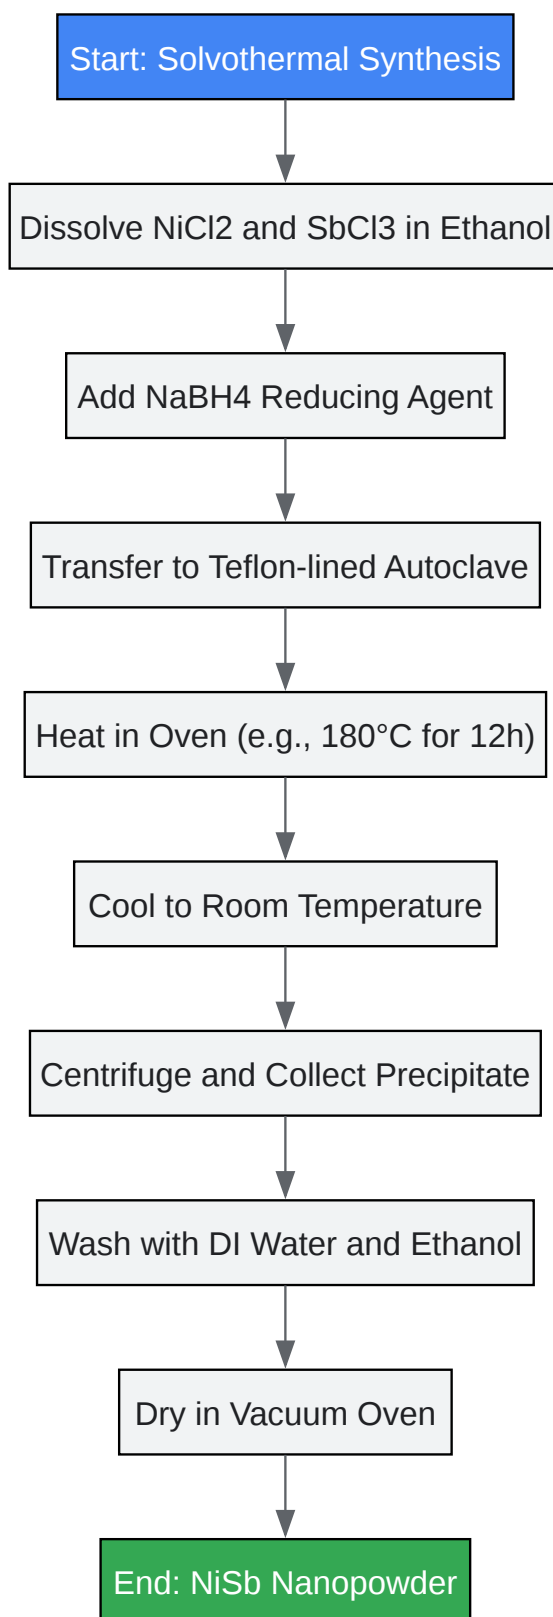 Start: Solvothermal Synthesis
Dissolve NiCl2 and SbCl3 in Ethanol
Add NaBH4 Reducing Agent
Transfer to Teflon-lined Autoclave
Heat in Oven (e.g., 180°C for 12h)
Cool to Room Temperature
Centrifuge and Collect Precipitate
Wash with DI Water and Ethanol
Dry in Vacuum Oven
End: NiSb Nanopowder